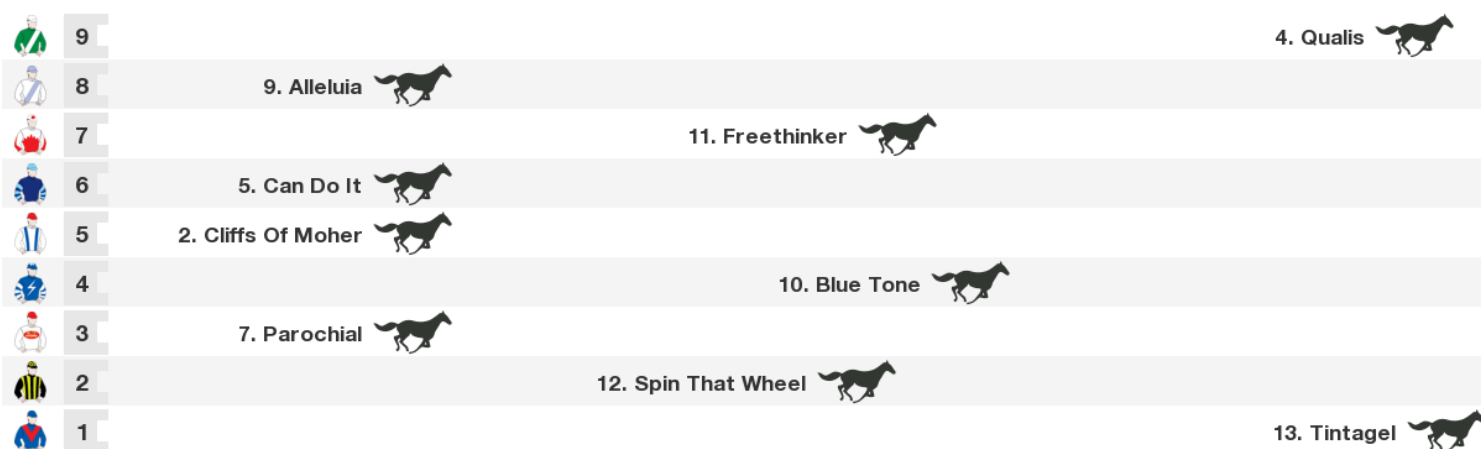 9 4. Qualis
8 9. Alleluia
7 11. Freethinker
6 5. Can Do It
5 2. Cliffs Of Moher
4 10. Blue Tone
3 7. Parochial
2 12. Spin That Wheel
1 13. Tintagel